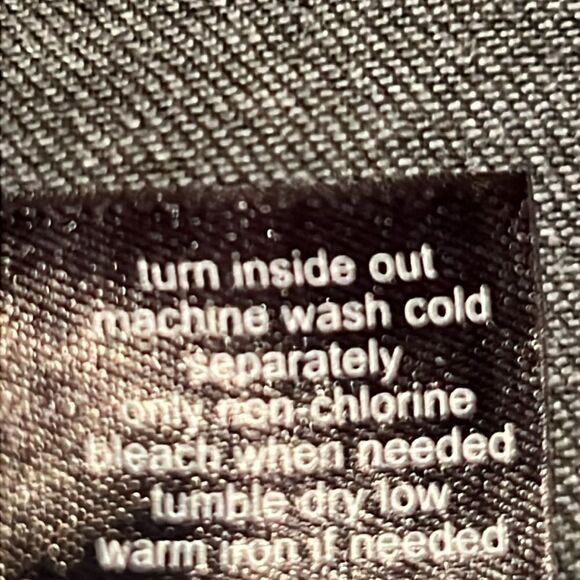 turn inside out
machine wash cold
separately
only non-chlorine
bleach when needed
tumble dry low
warm iron if needed